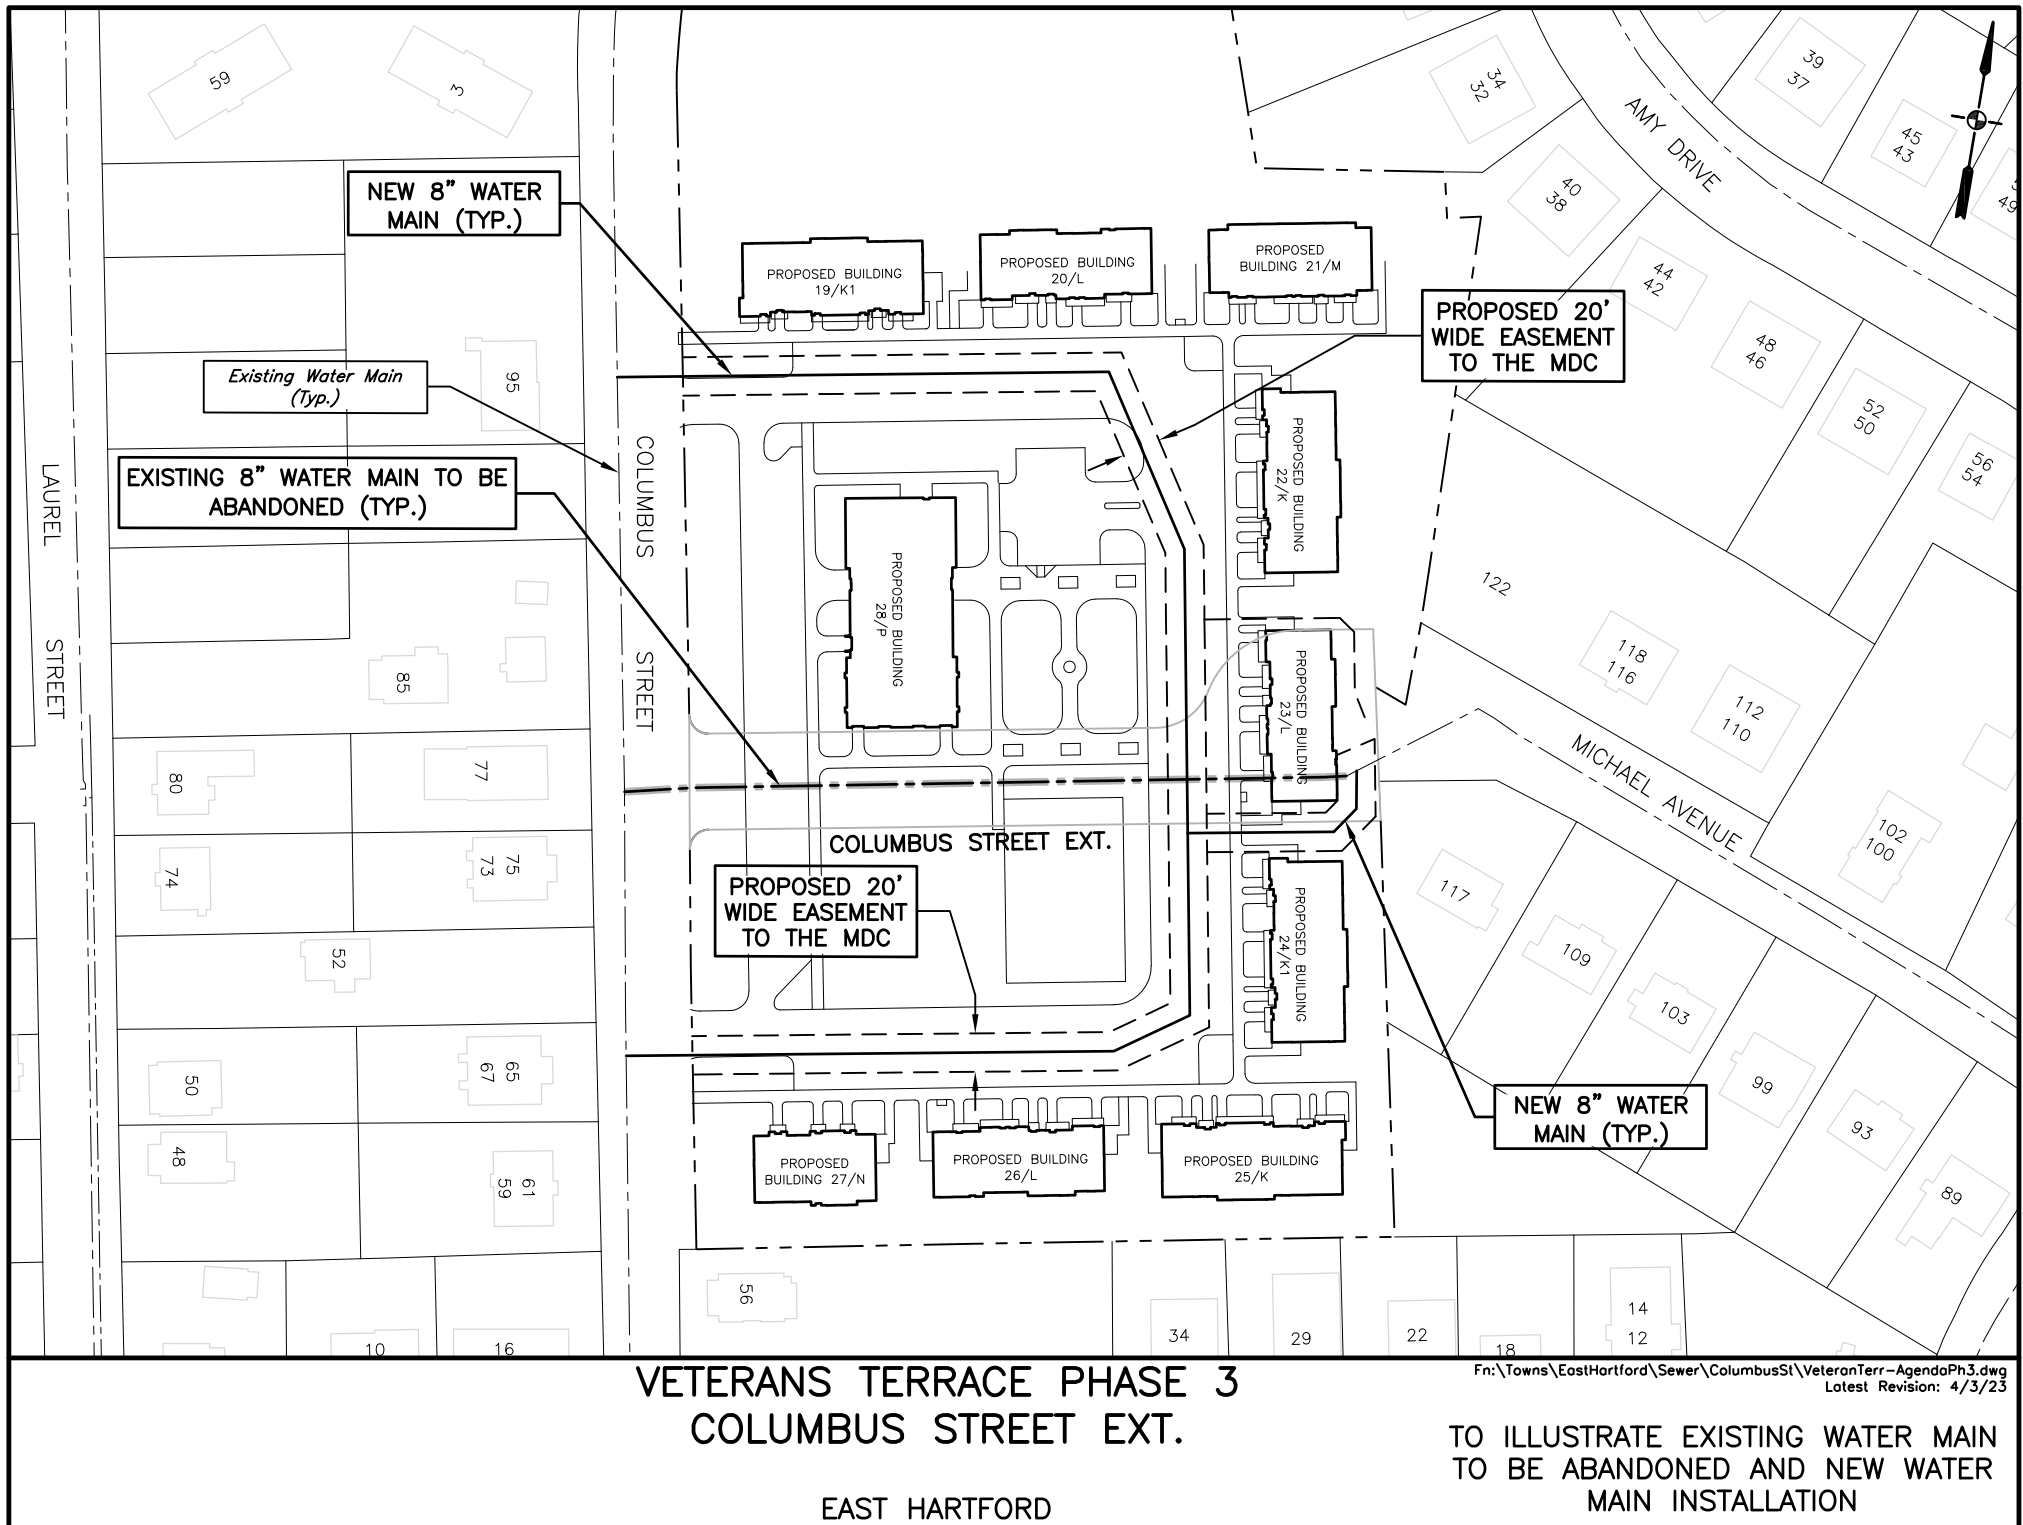 59
3
34
32
39
37
45
43
49
AMY DRIVE
40
38
44
42
48
46
52
50
56
54
NEW 8” WATER
MAIN (TYP.)
PROPOSED BUILDING
19/K1
PROPOSED BUILDING
20/L
PROPOSED
BUILDING 21/M
PROPOSED 20’
WIDE EASEMENT
TO THE MDC
Existing Water Main
(Typ.)
95
EXISTING 8” WATER MAIN TO BE
ABANDONED (TYP.)
LAUREL STREET
COLUMBUS STREET
PROPOSED BUILDING
22/K
PROPOSED BUILDING
28/P
PROPOSED BUILDING
23/L
122
118
116
112
110
MICHAEL AVENUE
102
100
85
80
77
74
75
73
COLUMBUS STREET EXT.
PROPOSED 20’
WIDE EASEMENT
TO THE MDC
PROPOSED BUILDING
24/K1
117
109
103
99
93
89
52
50
65
67
48
61
59
NEW 8” WATER
MAIN (TYP.)
PROPOSED
BUILDING 27/N
PROPOSED BUILDING
26/L
PROPOSED BUILDING
25/K
56
10
16
34
29
22
18
14
12
VETERANS TERRACE PHASE 3
COLUMBUS STREET EXT.
EAST HARTFORD
Fn:\Towns\EastHartford\Sewer\ColumbusSt\VeteranTerr-AgendaPh3.dwg
Latest Revision: 4/3/23
TO ILLUSTRATE EXISTING WATER MAIN
TO BE ABANDONED AND NEW WATER
MAIN INSTALLATION